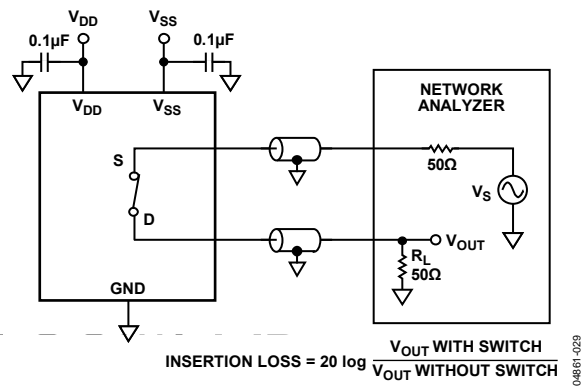 VDD
VSS
0.1µF
0.1µF
VDD
VSS
NETWORK
ANALYZER
S
50Ω
VS
D
VOUT
RL
50Ω
GND
INSERTION LOSS = 20 log VOUT WITH SWITCH
VOUT WITHOUT SWITCH
04861-029